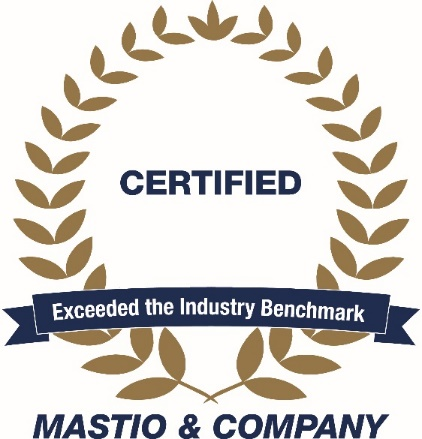 CERTIFIED
Exceeded the Industry Benchmark
MASTIO & COMPANY